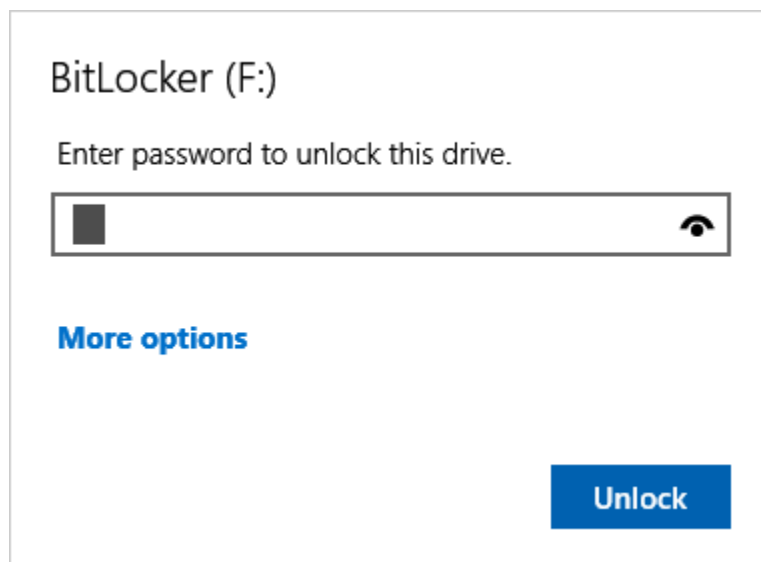 BitLocker (F:)
Enter password to unlock this drive.
More options
Unlock